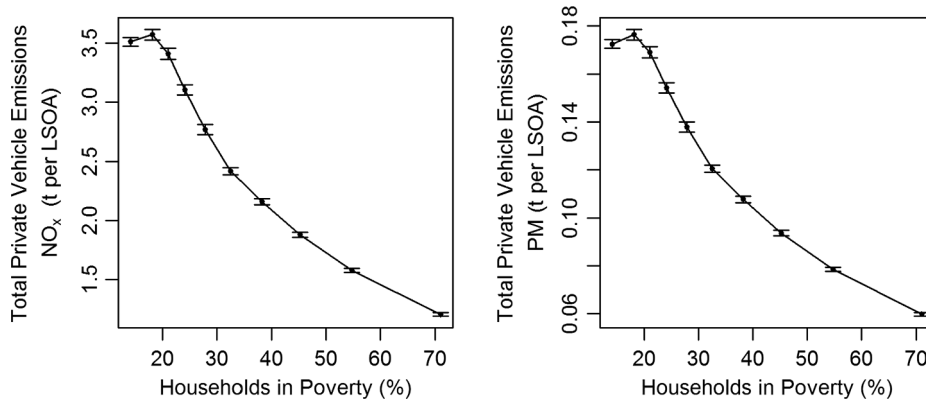 Total Private Vehicle Emissions
NOₓ (t per LSOA)
3.5
3.0
2.5
2.0
1.5
20 30 40 50 60 70
Households in Poverty (%)
Total Private Vehicle Emissions
PM (t per LSOA)
0.18
0.14
0.10
0.06
20 30 40 50 60 70
Households in Poverty (%)